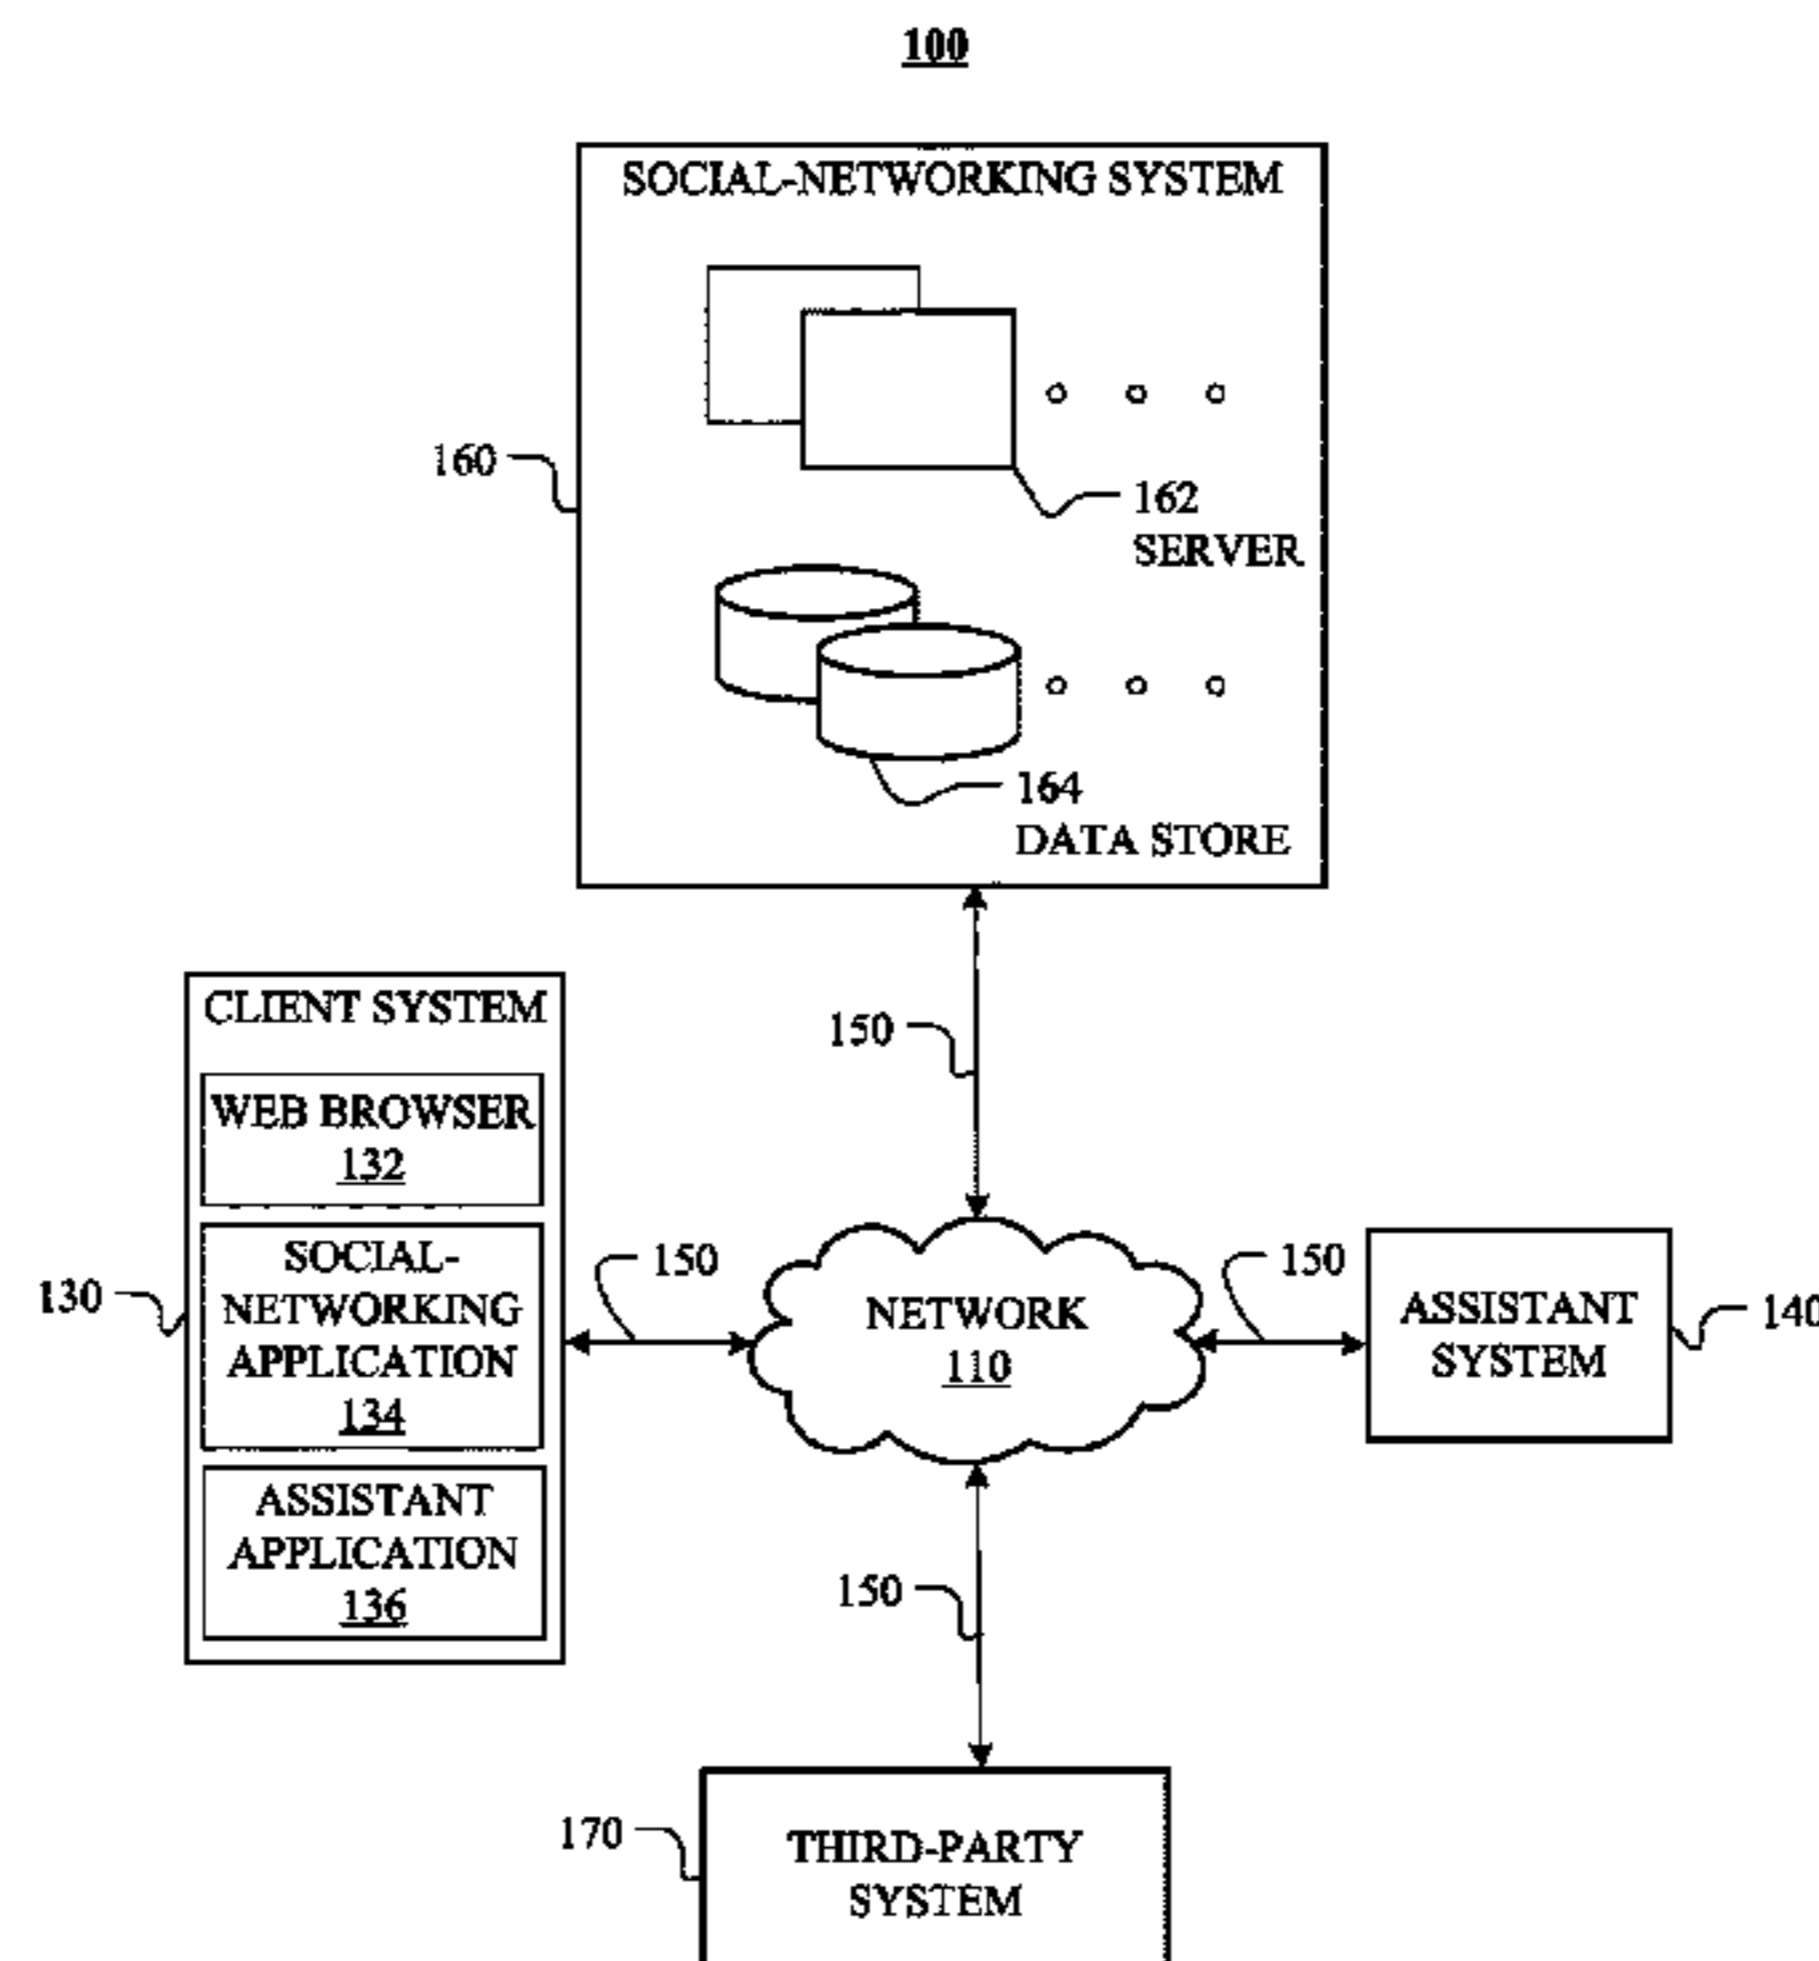 100
SOCIAL-NETWORKING SYSTEM
160
162
SERVER
164
DATA STORE
CLIENT SYSTEM
WEB BROWSER
132
SOCIAL-
NETWORKING
APPLICATION
134
ASSISTANT
APPLICATION
136
130
150
150
NETWORK
110
150
ASSISTANT
SYSTEM
140
150
170
THIRD-PARTY
SYSTEM